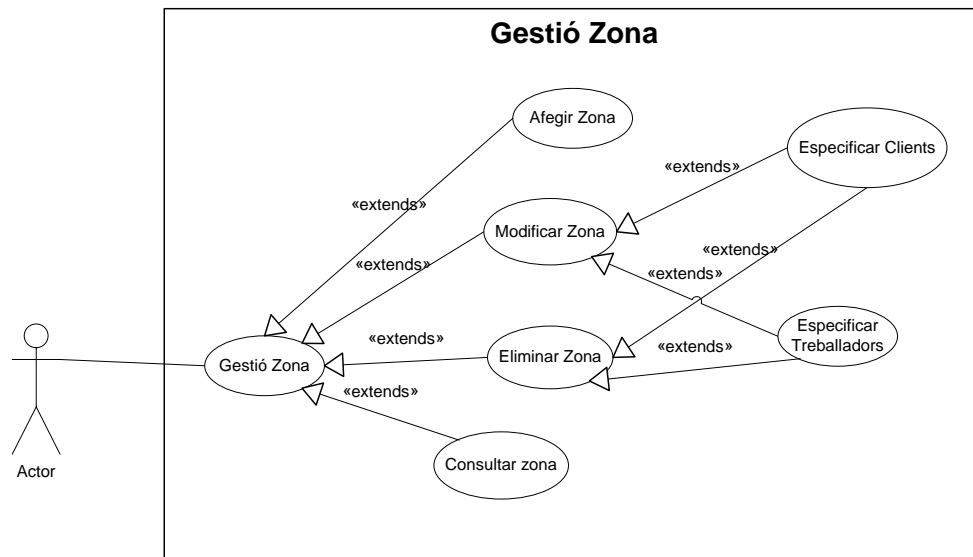 Gestió Zona
Afegir Zona
Especificar Clients
«extends»
«extends»
Modificar Zona
«extends»
«extends»
«extends»
Especificar
Treballadors
«extends»
«extends»
Eliminar Zona
Gestió Zona
«extends»
Consultar zona
Actor